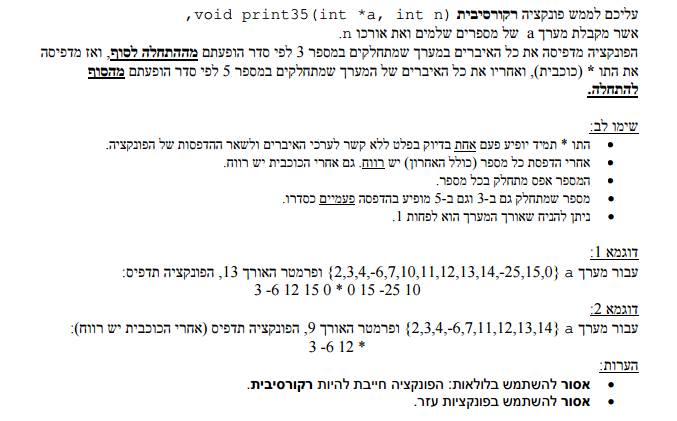 עליכם לממש פונקציה רקורסיבית void print35(int *a, int n),
אשר מקבלת מערך a של מספרים שלמים ואת אורכו n.
הפונקציה מדפיסה את כל האיברים במערך שמתחלקים במספר 3 לפי סדר הופעתם מההתחלה לסוף, ואז מדפיסה
את התו * (כוכבית), ואחריו את כל האיברים של המערך שמתחלקים במספר 5 לפי סדר הופעתם מהסוף
להתחלה.
שימו לב:
• התו * תמיד יופיע פעם אחת בדיוק בפלט ללא קשר לערכי האיברים ולשאר ההדפסות של הפונקציה.
• אחרי הדפסת כל מספר (כולל האחרון) יש רווח. גם אחרי הכוכבית יש רווח.
• המספר אפס מתחלק בכל מספר.
• מספר שמתחלק גם ב-3 וגם ב-5 מופיע בהדפסה פעמיים כסדרו.
• ניתן להניח שאורך המערך הוא לפחות 1.
דוגמא 1:
עבור מערך a {2,3,4,-6,7,10,11,12,13,14,-25,15,0} ופרמטר האורך 13, הפונקציה תדפיס:
3 -6 12 15 0 * 0 15 -25 10
דוגמא 2:
עבור מערך a {2,3,4,-6,7,11,12,13,14} ופרמטר האורך 9, הפונקציה תדפיס (אחרי הכוכבית יש רווח):
3 -6 12 *
הערות:
• אסור להשתמש בלולאות: הפונקציה חייבת להיות רקורסיבית.
• אסור להשתמש בפונקציות עזר.